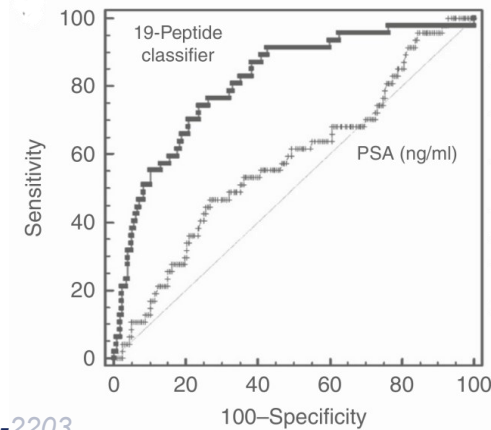 100
80
60
40
20
0
Sensitivity
19-Peptide
classifier
PSA (ng/ml)
0 20 40 60 80 100
100–Specificity
-2203